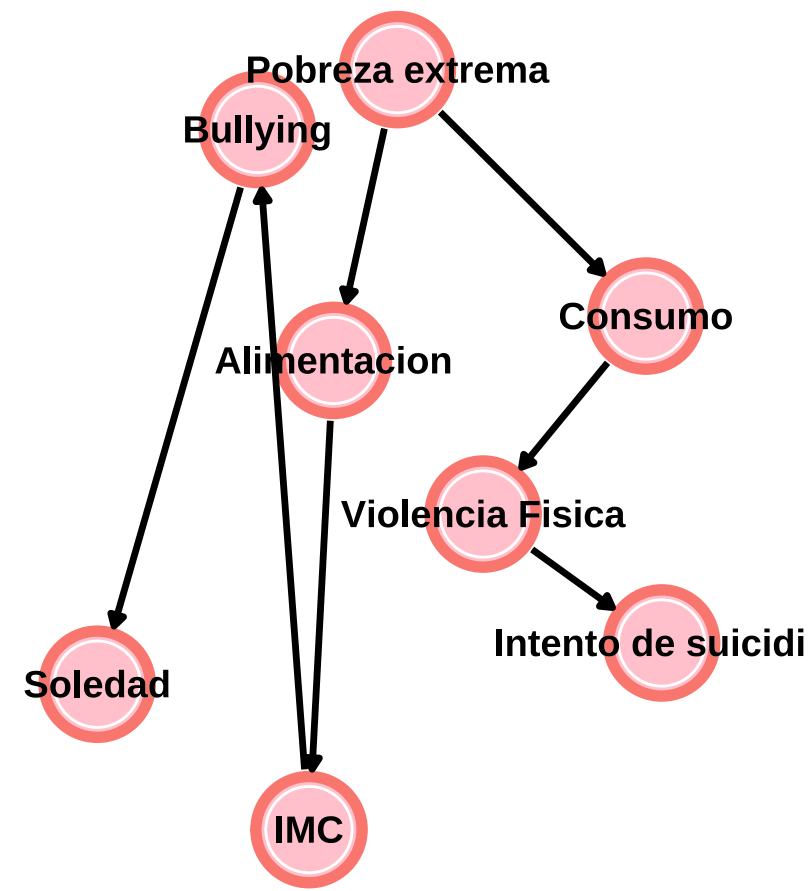 Pobreza extrema
Bullying
Consumo
Alimentacion
Violencia Fisica
Intento de suicidi
Soledad
IMC